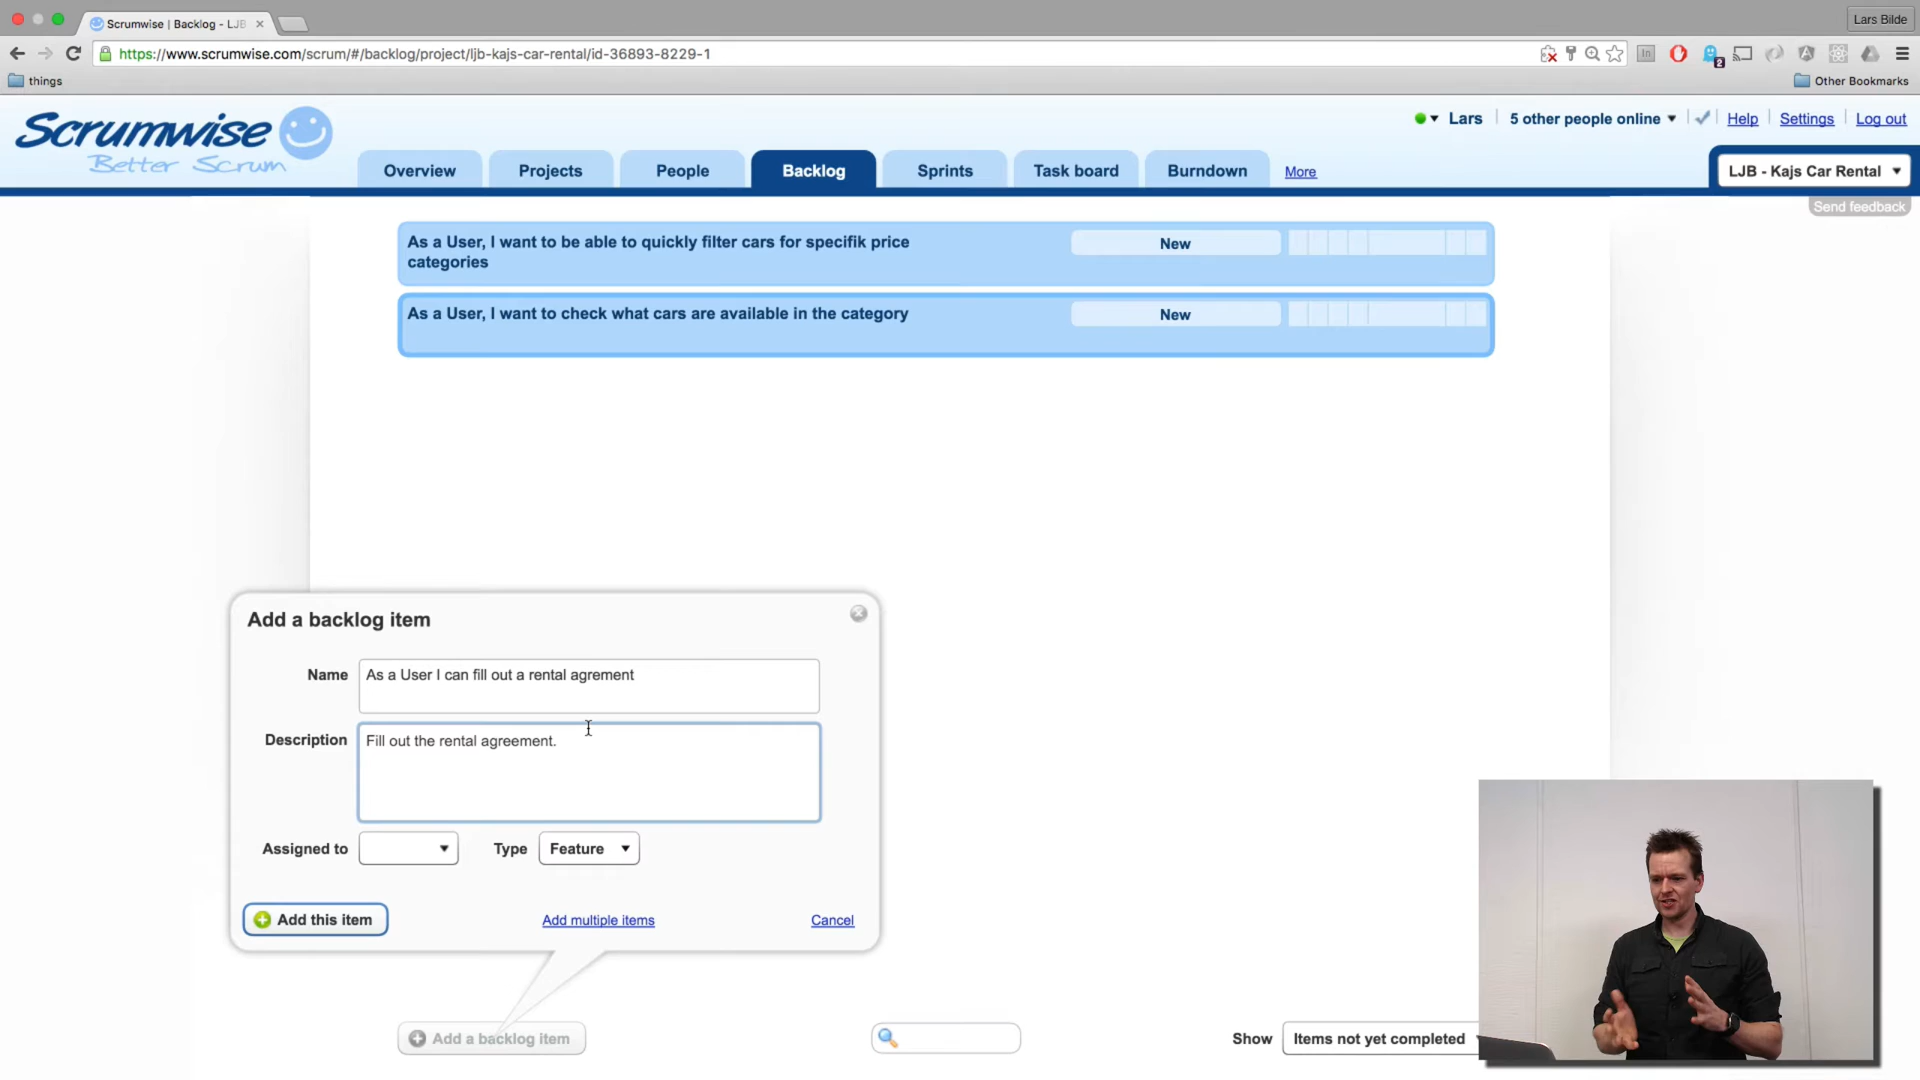 Scrumwise | Backlog - LJB
Lars Bilde
https://www.scrumwise.com/scrum/#/backlog/project/ljb-kajs-car-rental/id-36893-8229-1
things
Other Bookmarks
Scrumwise
Better Scrum
Lars
5 other people online
Help
Settings
Log out
Overview
Projects
People
Backlog
Sprints
Task board
Burndown
More
LJB - Kajs Car Rental
Send feedback
As a User, I want to be able to quickly filter cars for specifik price
categories
New
As a User, I want to check what cars are available in the category
New
Add a backlog item
Name
As a User I can fill out a rental agrement
Description
Fill out the rental agreement.
Assigned to
Type
Feature
Add this item
Add multiple items
Cancel
Add a backlog item
Show
Items not yet completed